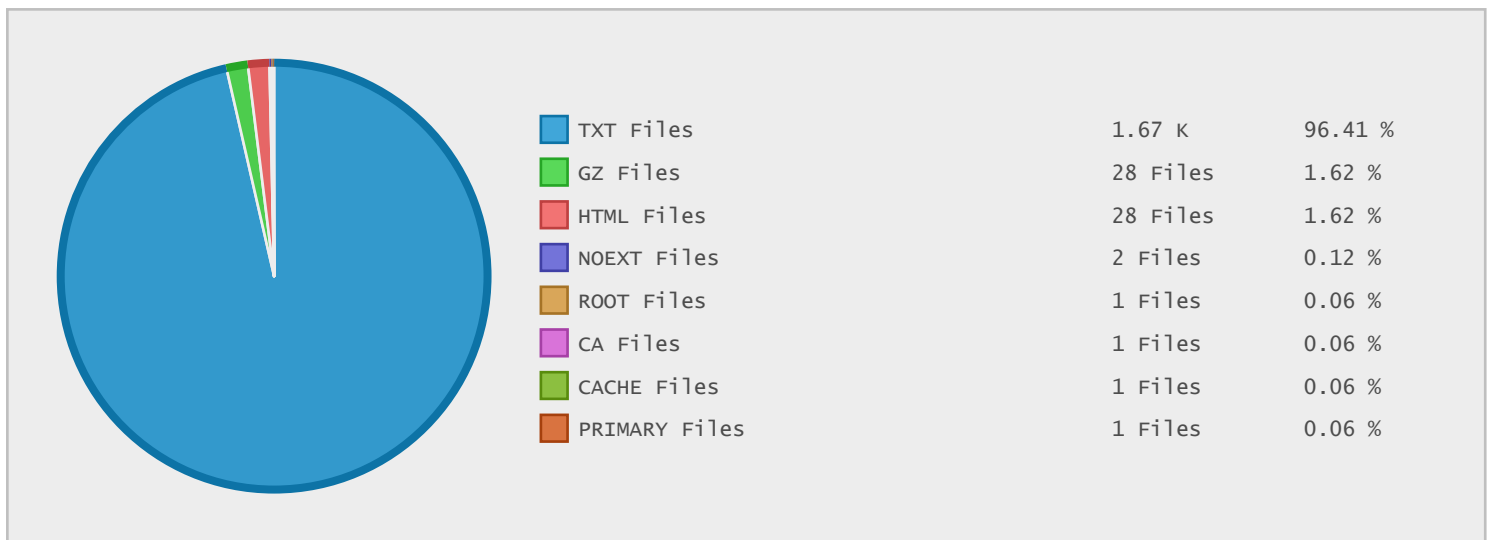 TXT Files 1.67 K 96.41 %
GZ Files 28 Files 1.62 %
HTML Files 28 Files 1.62 %
NOEXT Files 2 Files 0.12 %
ROOT Files 1 Files 0.06 %
CA Files 1 Files 0.06 %
CACHE Files 1 Files 0.06 %
PRIMARY Files 1 Files 0.06 %